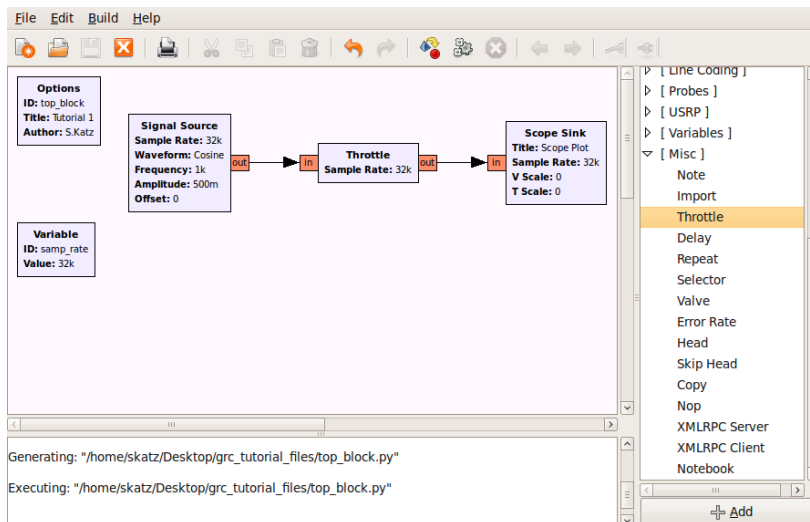 File Edit Build Help
Options
ID: top_block
Title: Tutorial 1
Author: S.Katz
Signal Source
Sample Rate: 32k
Waveform: Cosine
Frequency: 1k
Amplitude: 500m
Offset: 0
out
in
Throttle
Sample Rate: 32k
out
in
Scope Sink
Title: Scope Plot
Sample Rate: 32k
V Scale: 0
T Scale: 0
Variable
ID: samp_rate
Value: 32k
[ Line Coding ]
[ Probes ]
[ USRP ]
[ Variables ]
[ Misc ]
Note
Import
Throttle
Delay
Repeat
Selector
Valve
Error Rate
Head
Skip Head
Copy
Nop
XMLRPC Server
XMLRPC Client
Notebook
Add
Generating: "/home/skatz/Desktop/grc_tutorial_files/top_block.py"
Executing: "/home/skatz/Desktop/grc_tutorial_files/top_block.py"